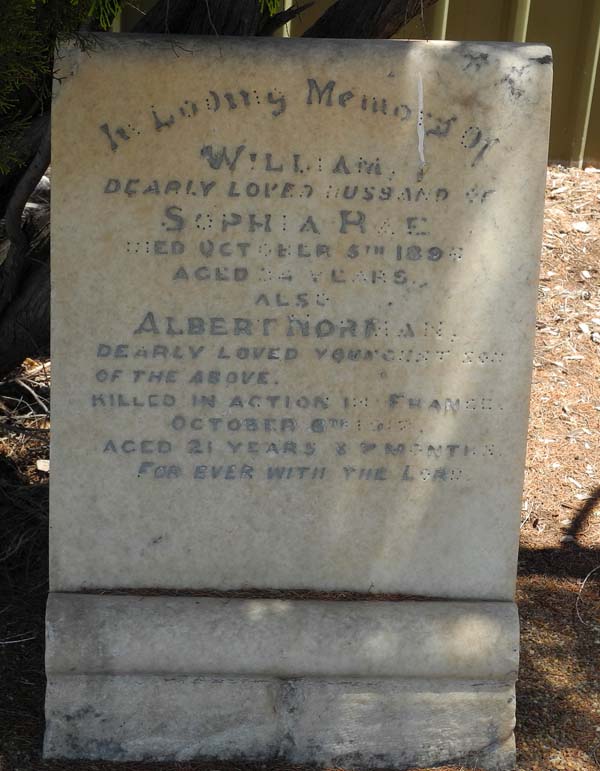 In Loving Memory of
William,
DEARLY LOVED HUSBAND OF
SOPHIA RAE
DIED OCTOBER 5TH
AGED YEARS.
ALSO
ALBERT NORMAN,
DEARLY LOVED YOUNGEST SON
OF THE ABOVE.
KILLED IN ACTION IN FRANCE.
OCTOBER
AGED 21 YEARS & 7 MONTHS.
FOR EVER WITH THE LORD.